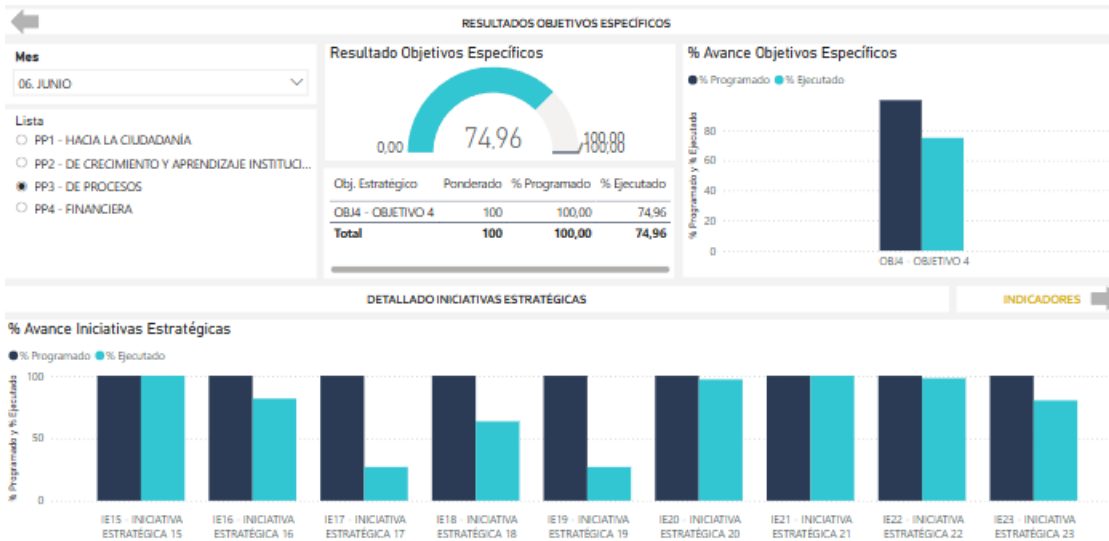 RESULTADOS OBJETIVOS ESPECÍFICOS
Mes
06. JUNIO
Lista
PP1 - HACIA LA CIUDADANÍA
PP2 - DE CRECIMIENTO Y APRENDIZAJE INSTITUCI...
PP3 - DE PROCESOS
PP4 - FINANCIERA
Resultado Objetivos Específicos
0,00
74,96
100,00
100,00
Obj. Estratégico Ponderado % Programado % Ejecutado
OBJ4 - OBJETIVO 4 100 100,00 74,96
Total 100 100,00 74,96
% Avance Objetivos Específicos
% Programado % Ejecutado
% Programado y % Ejecutado
80
60
40
20
0
OBJ4 - OBJETIVO 4
DETALLADO INICIATIVAS ESTRATÉGICAS
INDICADORES
% Avance Iniciativas Estratégicas
% Programado % Ejecutado
% Programado y % Ejecutado
100
50
0
IE15 - INICIATIVA
ESTRATÉGICA 15
IE16 - INICIATIVA
ESTRATÉGICA 16
IE17 - INICIATIVA
ESTRATÉGICA 17
IE18 - INICIATIVA
ESTRATÉGICA 18
IE19 - INICIATIVA
ESTRATÉGICA 19
IE20 - INICIATIVA
ESTRATÉGICA 20
IE21 - INICIATIVA
ESTRATÉGICA 21
IE22 - INICIATIVA
ESTRATÉGICA 22
IE23 - INICIATIVA
ESTRATÉGICA 23